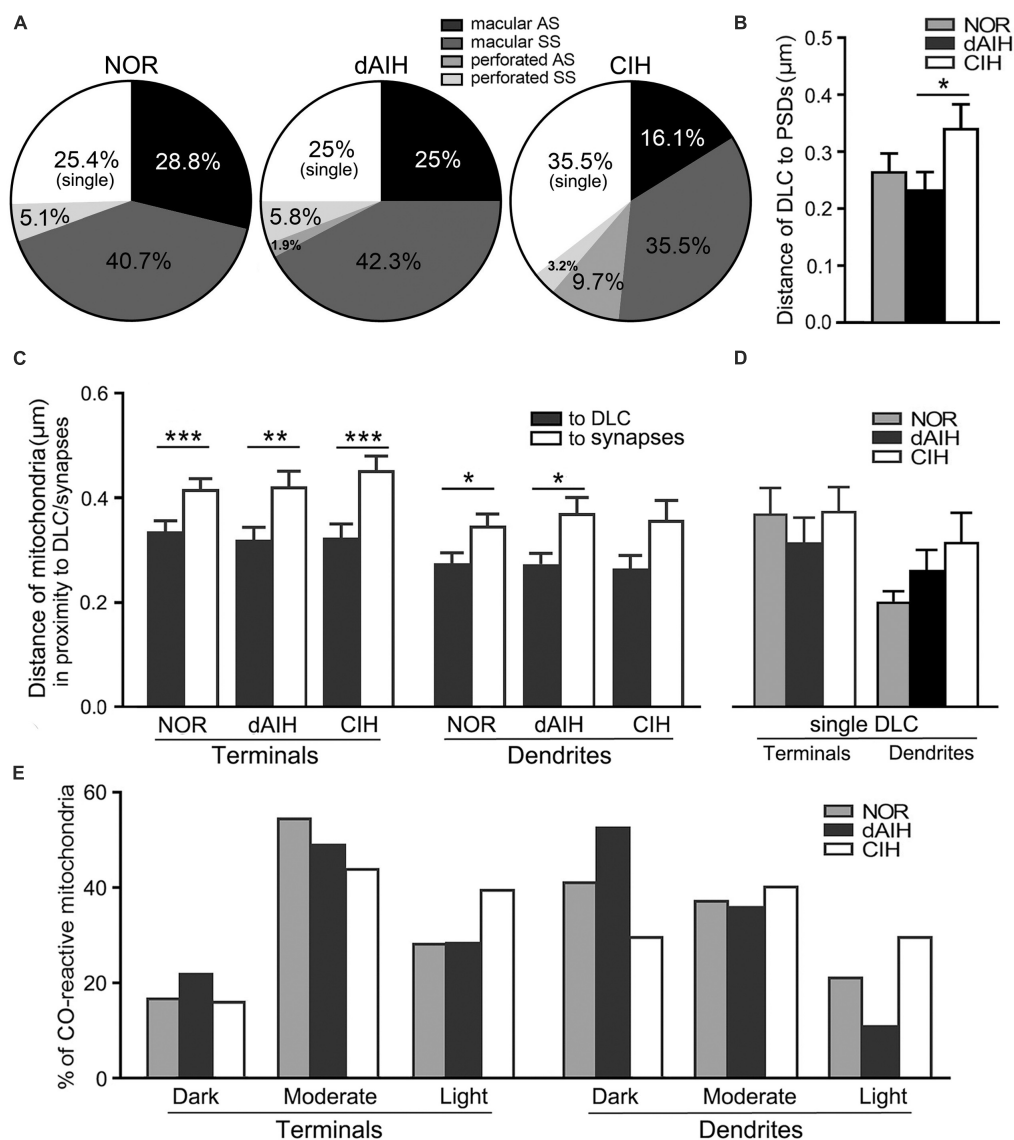 A
macular AS
macular SS
perforated AS
perforated SS
NOR
dAIH
CIH
25.4%
(single)
28.8%
5.1%
40.7%
25%
(single)
25%
5.8%
1.9%
42.3%
35.5%
(single)
16.1%
35.5%
3.2%
9.7%
B
NOR
dAIH
CIH
Distance of DLC to PSDs (μm)
0.5
0.4
0.3
0.2
0.1
0.0
*
C
Distance of mitochondria (μm)
in proximity to DLC/synapses
0.6
0.4
0.2
0.0
to DLC
to synapses
***
**
***
*
*
NOR
dAIH
CIH
NOR
dAIH
CIH
Terminals
Dendrites
D
NOR
dAIH
CIH
single DLC
Terminals
Dendrites
E
% of CO-reactive mitochondria
60
40
20
0
NOR
dAIH
CIH
Dark
Moderate
Light
Dark
Moderate
Light
Terminals
Dendrites